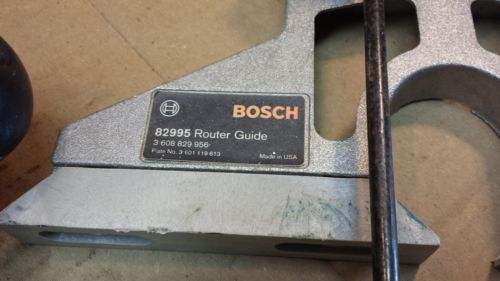 BOSCH
82995 Router Guide
3 608 829 956
Plate No. 3 601 119 613
Made in USA